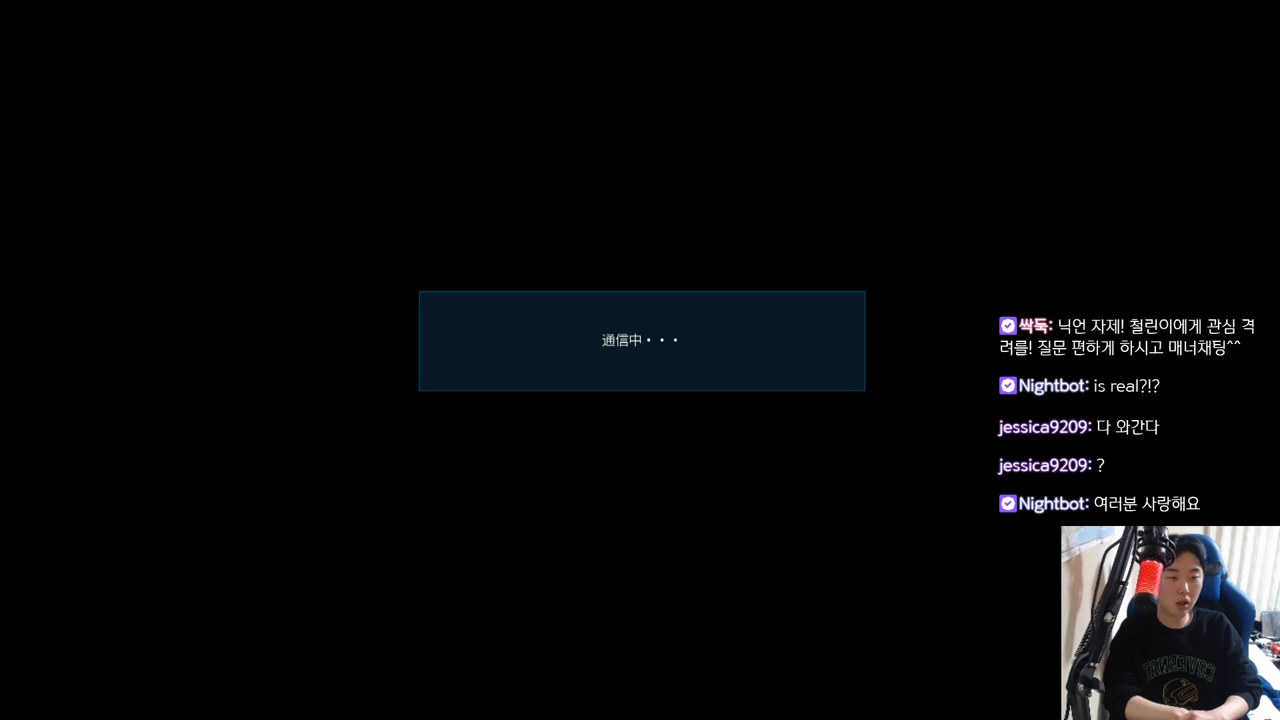 通信中・・・
싹둑: 닉언 자제! 철린이에게 관심 격
려를! 질문 편하게 하시고 매너채팅^^
Nightbot: is real?!?
jessica9209: 다 와간다
jessica9209: ?
Nightbot: 여러분 사랑해요